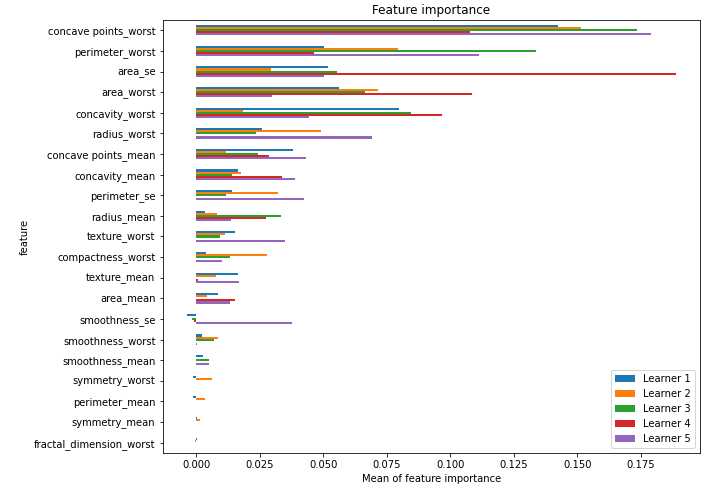 Feature importance
concave points_worst
perimeter_worst
area_se
area_worst
concavity_worst
radius_worst
concave points_mean
concavity_mean
perimeter_se
radius_mean
texture_worst
compactness_worst
texture_mean
area_mean
smoothness_se
smoothness_worst
smoothness_mean
symmetry_worst
perimeter_mean
symmetry_mean
fractal_dimension_worst
feature
Learner 1
Learner 2
Learner 3
Learner 4
Learner 5
0.000 0.025 0.050 0.075 0.100 0.125 0.150 0.175
Mean of feature importance